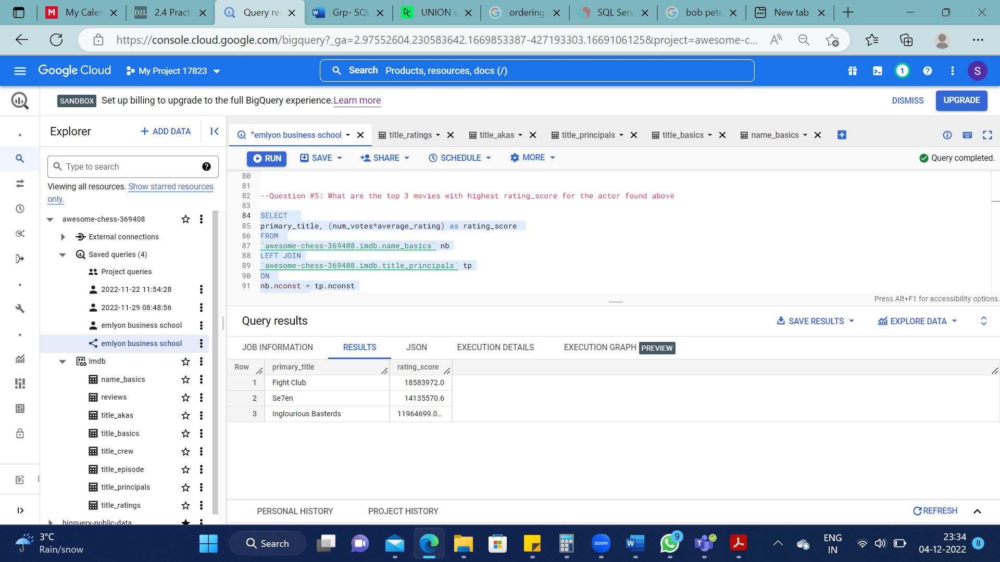 My Caler
2.4 Practi
Query re
Grp- SQL
UNION v
ordering
SQL Serv
bob pete
New tab
https://console.cloud.google.com/bigquery?_ga=2.97552604.230583642.1669853387-427193303.1669106125&project=awesome-c...
Google Cloud
My Project 17823
Search Products, resources, docs (/)
1
S
SANDBOX Set up billing to upgrade to the full BigQuery experience. Learn more
DISMISS
UPGRADE
Explorer
+ ADD DATA
*emlyon business school
title_ratings
title_akas
title_principals
title_basics
name_basics
RUN
SAVE
SHARE
SCHEDULE
MORE
Query completed.
Type to search
Viewing all resources. Show starred resources
only.
awesome-chess-369408
External connections
Saved queries (4)
Project queries
2022-11-22 11:54:28
2022-11-29 08:48:56
emlyon business school
emlyon business school
imdb
name_basics
reviews
title_akas
title_basics
title_crew
title_episode
title_principals
title_ratings
bigquery-public-data
80
81
82 --Question #5: What are the top 3 movies with highest rating_score for the actor found above
83
84 SELECT
85 primary_title, (num_votes*average_rating) as rating_score
86 FROM
87 `awesome-chess-369408.imdb.name_basics` nb
88 LEFT JOIN
89 `awesome-chess-369408.imdb.title_principals` tp
90 ON
91 nb.nconst = tp.nconst
Press Alt+F1 for accessibility options.
Query results
SAVE RESULTS
EXPLORE DATA
JOB INFORMATION
RESULTS
JSON
EXECUTION DETAILS
EXECUTION GRAPH PREVIEW
Row primary_title rating_score
1 Fight Club 18583972.0
2 Se7en 14135570.6
3 Inglourious Basterds 11964699.0...
PERSONAL HISTORY
PROJECT HISTORY
REFRESH
3°C
Rain/snow
Search
zoom
9
ENG
IN
23:34
04-12-2022
8